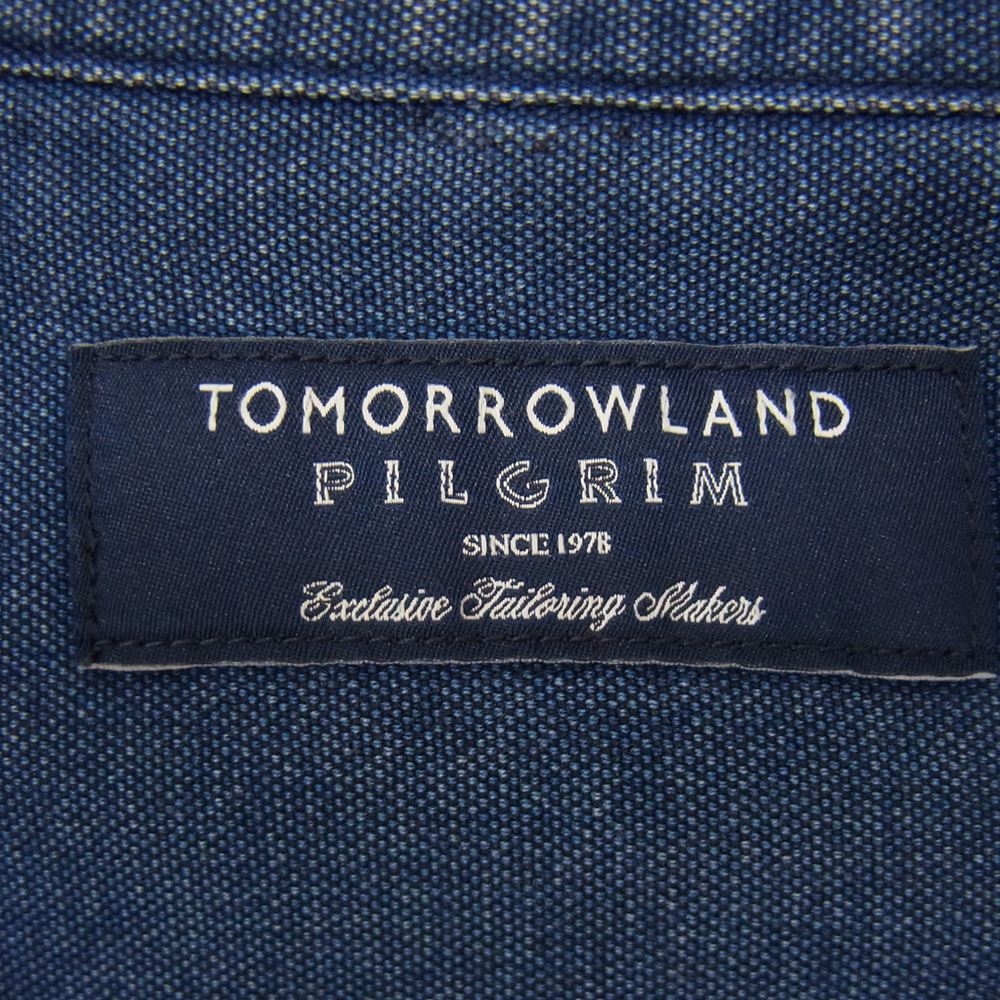 TOMORROWLAND
PILGRIM
SINCE 1978
Exclusive Tailoring Makers